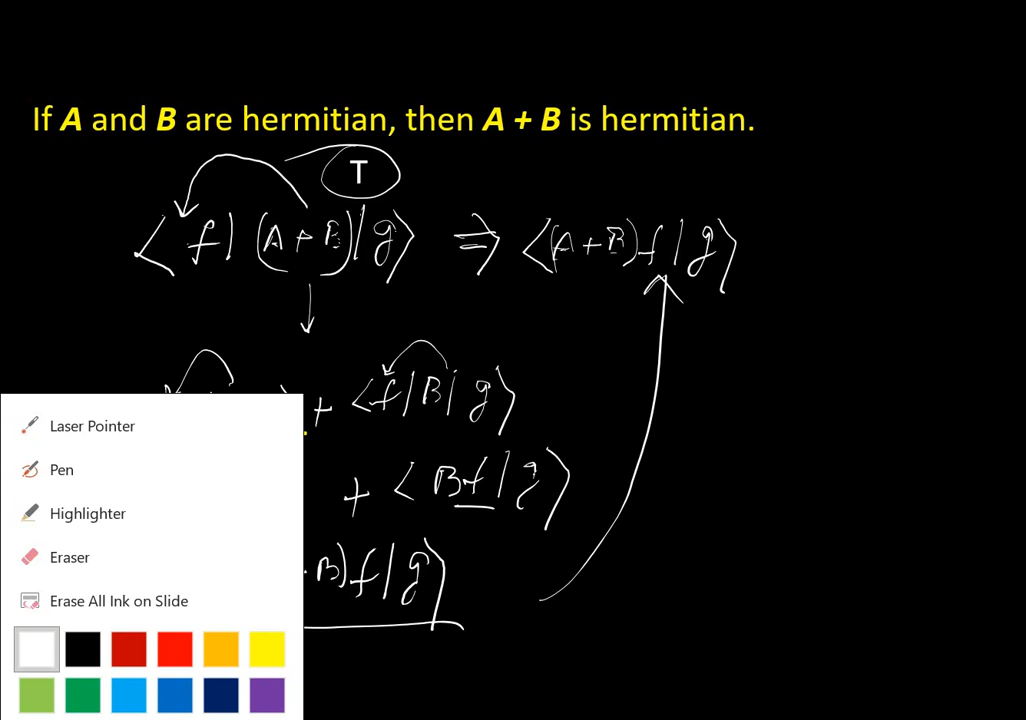 If A and B are hermitian, then A + B is hermitian.
T
⟨f|(A+B)|g⟩ ⇒ ⟨(A+B)f|g⟩
+ ⟨f|B|g⟩
+ ⟨Bf|g⟩
B)f|g⟩
Laser Pointer
Pen
Highlighter
Eraser
Erase All Ink on Slide